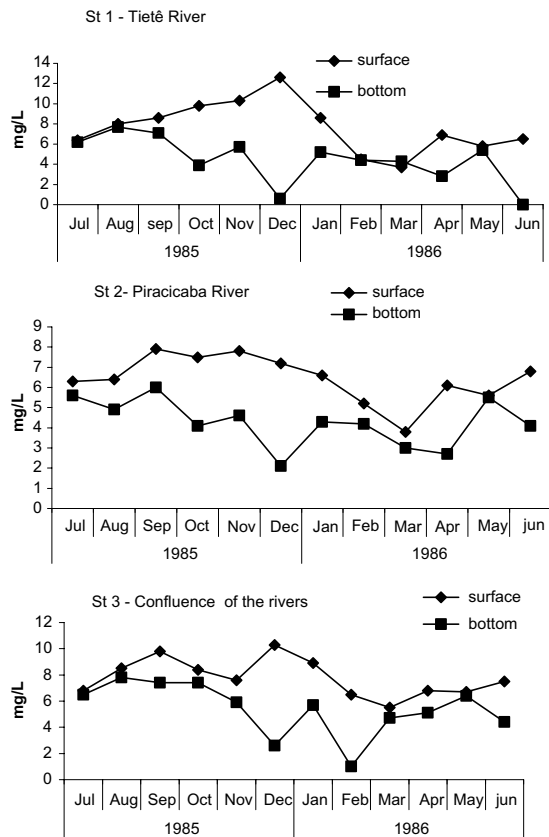 St 1 - Tietê River
surface
bottom
mg/L
14
12
10
8
6
4
2
0
Jul Aug sep Oct Nov Dec Jan Feb Mar Apr May Jun
1985 1986
St 2- Piracicaba River
surface
bottom
mg/L
9
8
7
6
5
4
3
2
1
0
Jul Aug Sep Oct Nov Dec Jan Feb Mar Apr May jun
1985 1986
St 3 - Confluence of the rivers
surface
bottom
mg/L
12
10
8
6
4
2
0
Jul Aug Sep Oct Nov Dec Jan Feb Mar Apr May jun
1985 1986